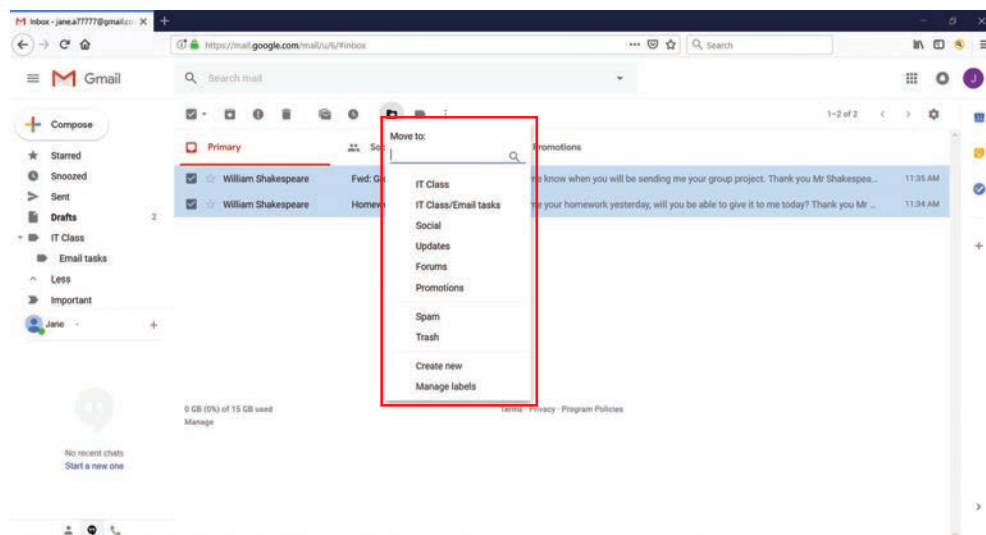 Inbox - jane.a77777@gmail.co
https://mail.google.com/mail/u/6/#inbox
Search
Gmail
Search mail
J
Compose
1–2 of 2
Move to:
Primary
Soc
Promotions
Starred
Snoozed
Sent
Drafts 2
IT Class
Email tasks
Less
Important
Jane
William Shakespeare Fwd: Gr me know when you will be sending me your group project. Thank you Mr Shakespea... 11:35 AM
William Shakespeare Homew me your homework yesterday, will you be able to give it to me today? Thank you Mr ... 11:34 AM
IT Class
IT Class/Email tasks
Social
Updates
Forums
Promotions
Spam
Trash
Create new
Manage labels
0 GB (0%) of 15 GB used
Manage
Terms · Privacy · Program Policies
No recent chats
Start a new one